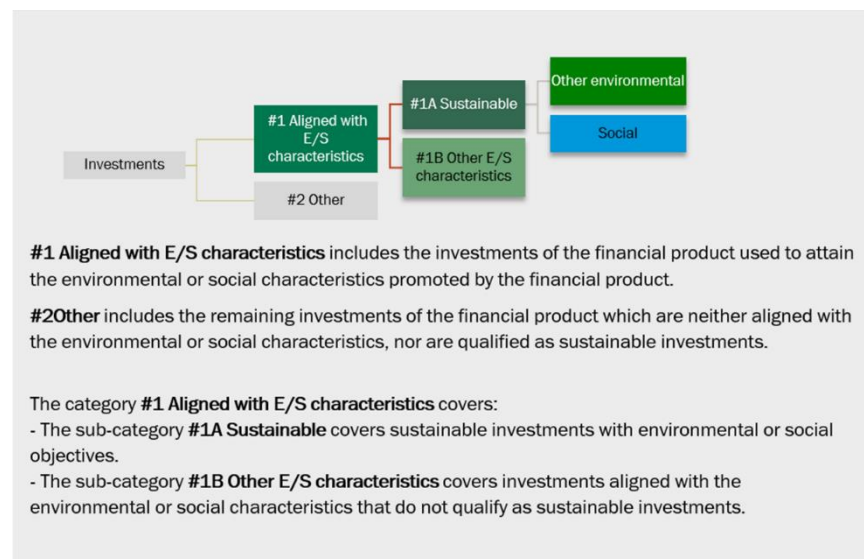 Other environmental
#1A Sustainable
#1 Aligned with
E/S
characteristics
Social
#1B Other E/S
characteristics
Investments
#2 Other
#1 Aligned with E/S characteristics includes the investments of the financial product used to attain
the environmental or social characteristics promoted by the financial product.
#2Other includes the remaining investments of the financial product which are neither aligned with
the environmental or social characteristics, nor are qualified as sustainable investments.
The category #1 Aligned with E/S characteristics covers:
- The sub-category #1A Sustainable covers sustainable investments with environmental or social
objectives.
- The sub-category #1B Other E/S characteristics covers investments aligned with the
environmental or social characteristics that do not qualify as sustainable investments.